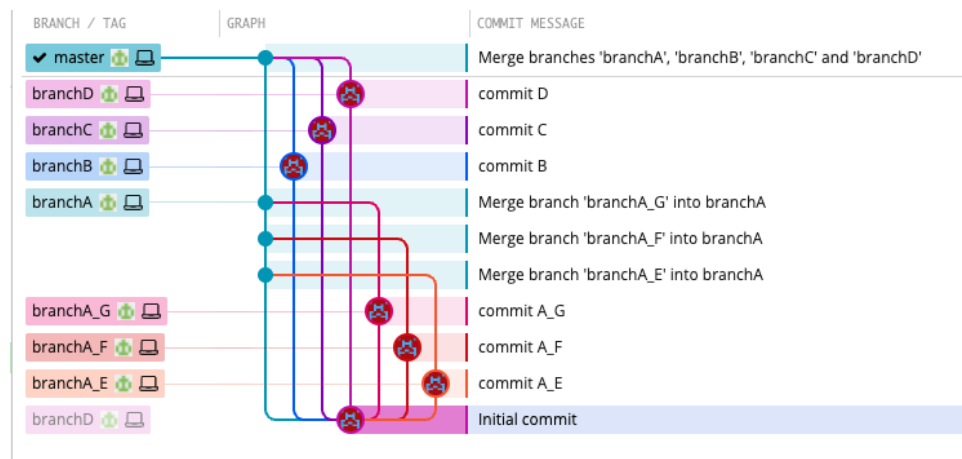 BRANCH / TAG GRAPH COMMIT MESSAGE
master Merge branches 'branchA', 'branchB', 'branchC' and 'branchD'
branchD commit D
branchC commit C
branchB commit B
branchA Merge branch 'branchA_G' into branchA
Merge branch 'branchA_F' into branchA
Merge branch 'branchA_E' into branchA
branchA_G commit A_G
branchA_F commit A_F
branchA_E commit A_E
branchD Initial commit